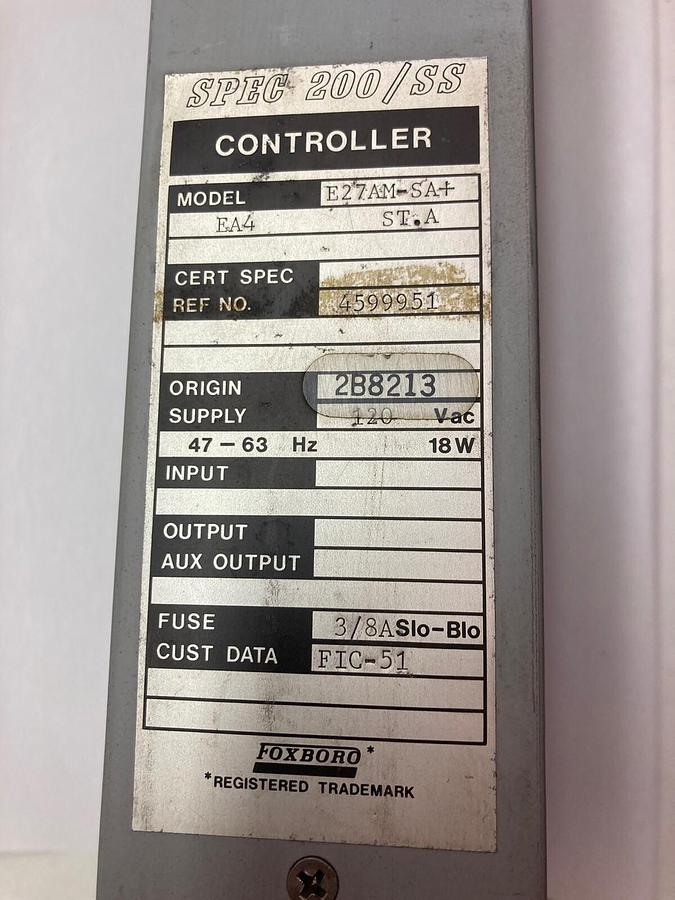 SPEC 200/SS
CONTROLLER
MODEL E27AM-SA+
EA4 ST.A
CERT SPEC
REF NO. 4599951
ORIGIN 2B8213
SUPPLY 120 Vac
47 – 63 Hz 18W
INPUT
OUTPUT
AUX OUTPUT
FUSE 3/8A Slo-Blo
CUST DATA FIC-51
FOXBORO*
*REGISTERED TRADEMARK